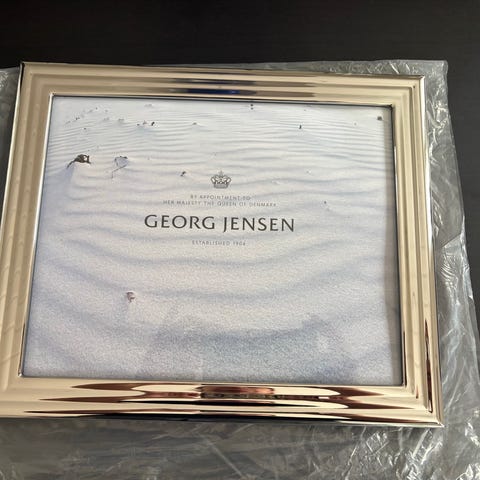 BY APPOINTMENT TO
HER MAJESTY THE QUEEN OF DENMARK
GEORG JENSEN
ESTABLISHED 1904